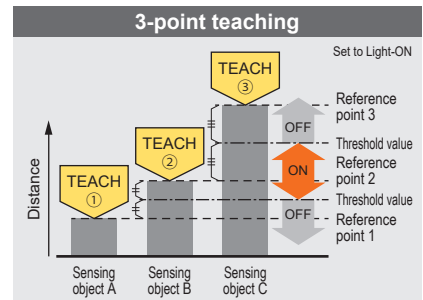 3-point teaching
Set to Light-ON
TEACH
③
TEACH
②
TEACH
①
Distance
OFF
ON
OFF
Reference
point 3
Threshold value
Reference
point 2
Threshold value
Reference
point 1
Sensing
object A
Sensing
object B
Sensing
object C